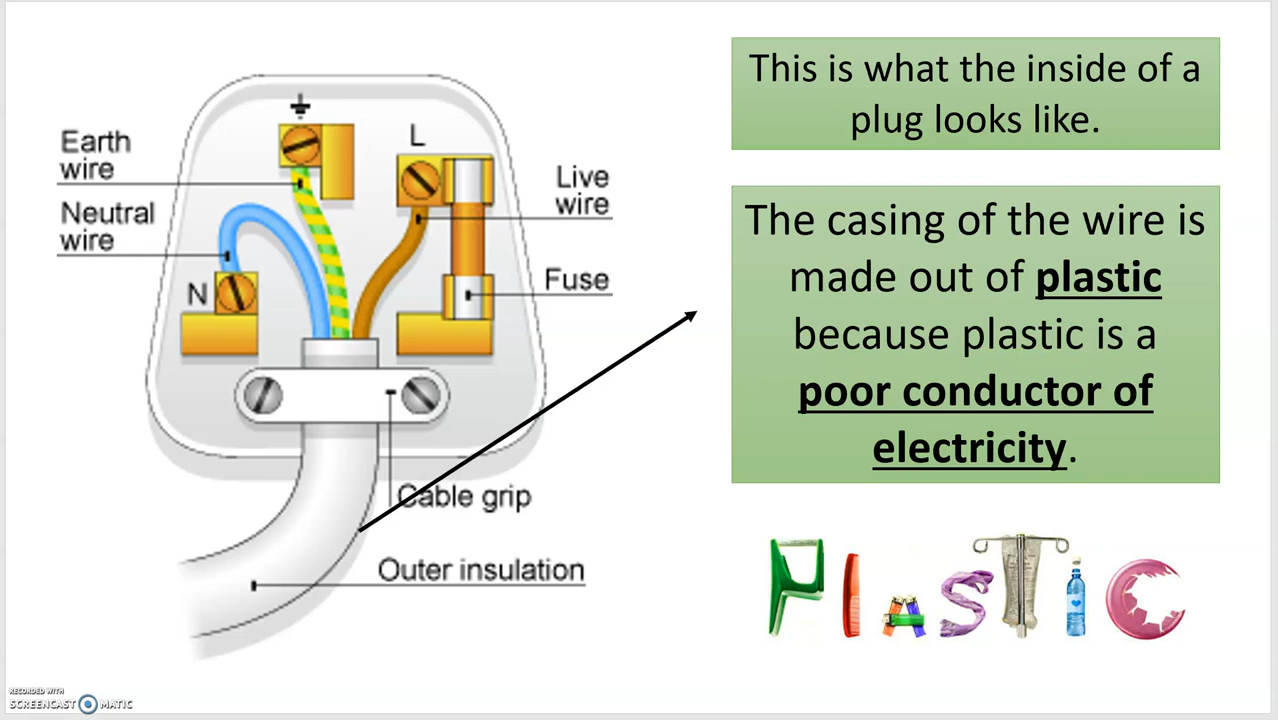 This is what the inside of a
plug looks like.
Earth
wire
Neutral
wire
L
Live
wire
N
Fuse
Cable grip
Outer insulation
The casing of the wire is
made out of plastic
because plastic is a
poor conductor of
electricity.
PLASTIC
RECORDED WITH
SCREENCAST MATIC